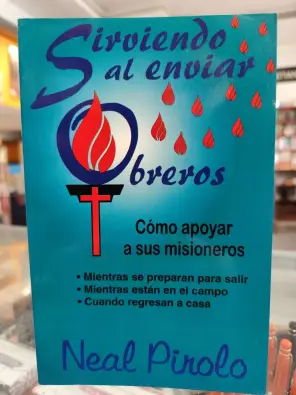 Sirviendo
al enviar
Obreros
Cómo apoyar
a sus misioneros
• Mientras se preparan para salir
• Mientras están en el campo
• Cuando regresan a casa
Neal Pirolo